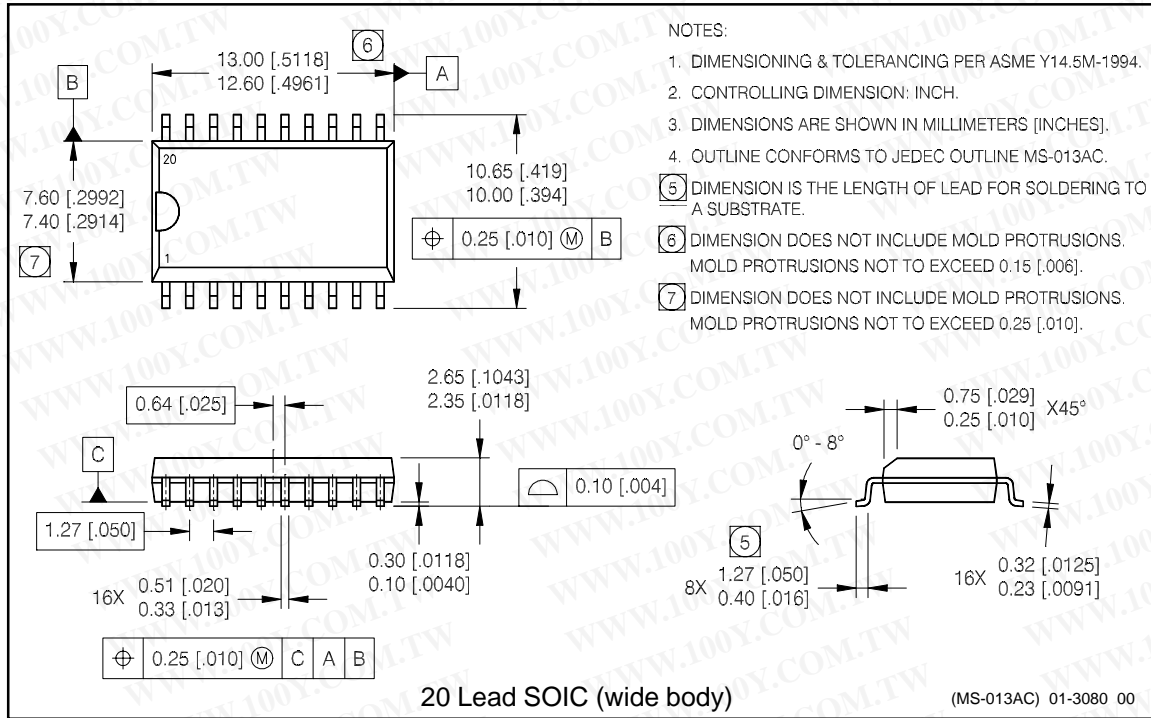 13.00 [.5118]
12.60 [.4961]
6
A
B
20
1
7.60 [.2992]
7.40 [.2914]
7
10.65 [.419]
10.00 [.394]
⌖ 0.25 [.010] Ⓜ B
NOTES:
1. DIMENSIONING & TOLERANCING PER ASME Y14.5M-1994.
2. CONTROLLING DIMENSION: INCH.
3. DIMENSIONS ARE SHOWN IN MILLIMETERS [INCHES].
4. OUTLINE CONFORMS TO JEDEC OUTLINE MS-013AC.
5 DIMENSION IS THE LENGTH OF LEAD FOR SOLDERING TO
A SUBSTRATE.
6 DIMENSION DOES NOT INCLUDE MOLD PROTRUSIONS.
MOLD PROTRUSIONS NOT TO EXCEED 0.15 [.006].
7 DIMENSION DOES NOT INCLUDE MOLD PROTRUSIONS.
MOLD PROTRUSIONS NOT TO EXCEED 0.25 [.010].
0.64 [.025]
2.65 [.1043]
2.35 [.0118]
C
⌓ 0.10 [.004]
1.27 [.050]
0.30 [.0118]
0.10 [.0040]
16X 0.51 [.020]
0.33 [.013]
⌖ 0.25 [.010] Ⓜ C A B
0.75 [.029]
0.25 [.010] X45°
0° - 8°
5
8X 1.27 [.050]
0.40 [.016]
16X 0.32 [.0125]
0.23 [.0091]
20 Lead SOIC (wide body)
(MS-013AC) 01-3080 00
WWW.100Y.COM.TW